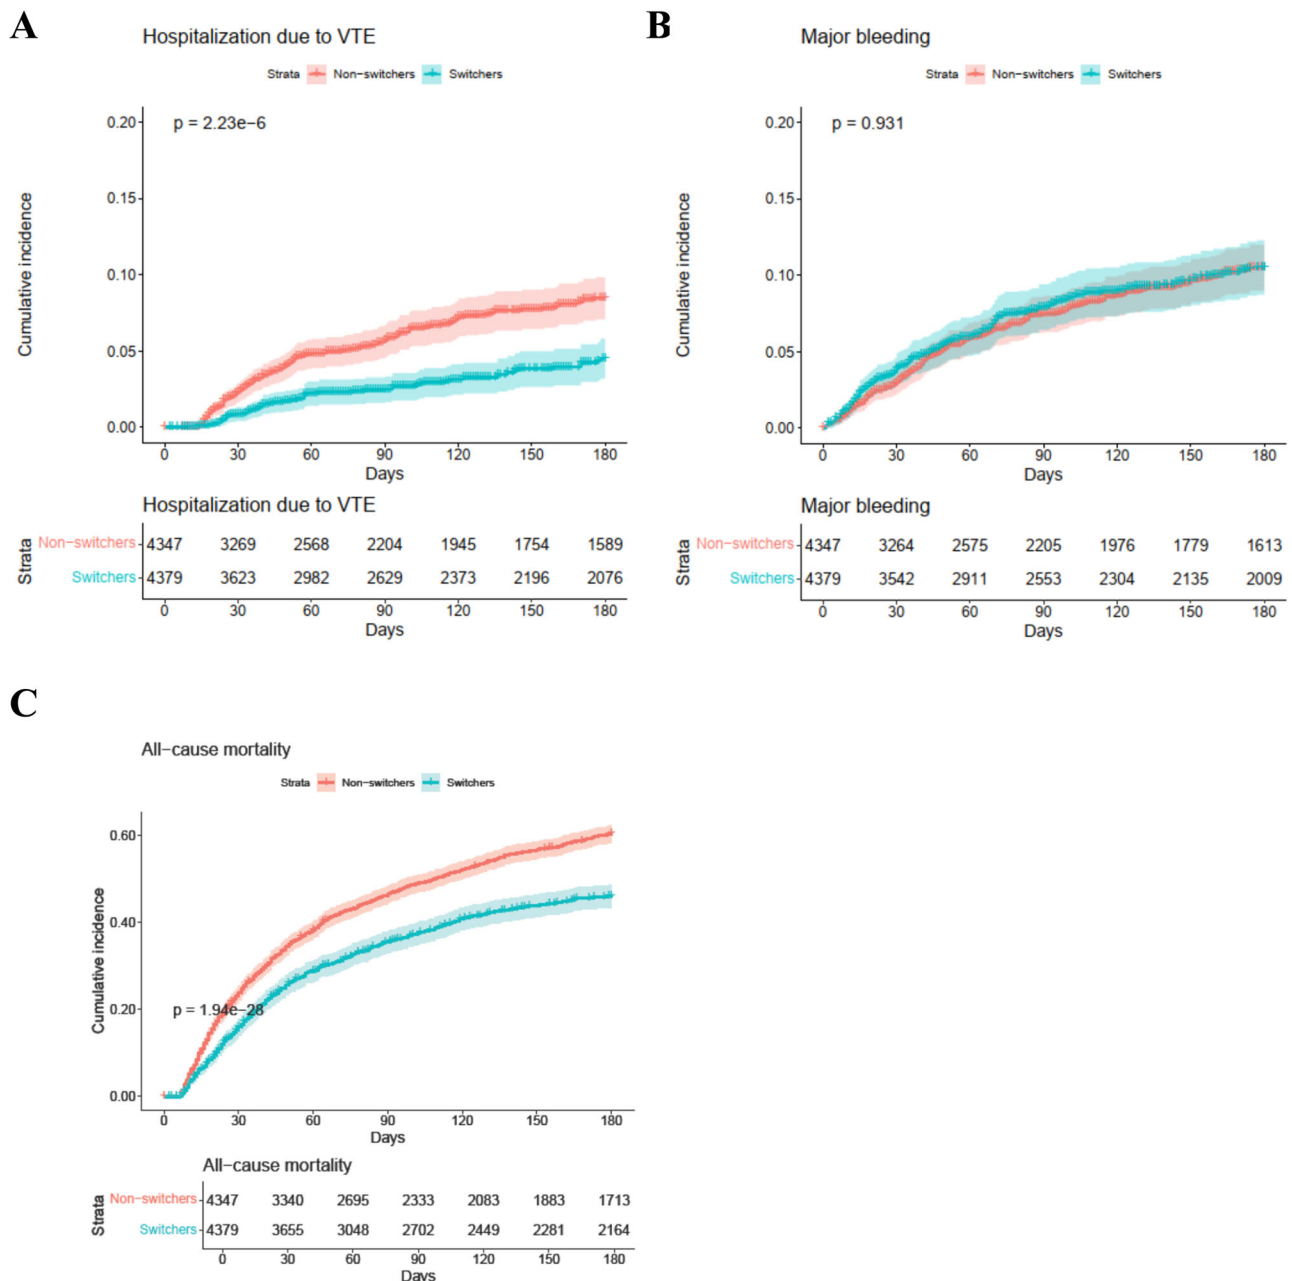 A
Hospitalization due to VTE
Strata Non-switchers Switchers
p = 2.23e-6
0.20
0.15
0.10
0.05
0.00
Cumulative incidence
0 30 60 90 120 150 180
Days
Hospitalization due to VTE
Strata
Non-switchers 4347 3269 2568 2204 1945 1754 1589
Switchers 4379 3623 2982 2629 2373 2196 2076
0 30 60 90 120 150 180
Days
B
Major bleeding
Strata Non-switchers Switchers
p = 0.931
0.20
0.15
0.10
0.05
0.00
Cumulative incidence
0 30 60 90 120 150 180
Days
Major bleeding
Strata
Non-switchers 4347 3264 2575 2205 1976 1779 1613
Switchers 4379 3542 2911 2553 2304 2135 2009
0 30 60 90 120 150 180
Days
C
All-cause mortality
Strata Non-switchers Switchers
0.60
0.40
0.20
0.00
p = 1.94e-28
Cumulative incidence
0 30 60 90 120 150 180
Days
All-cause mortality
Strata
Non-switchers 4347 3340 2695 2333 2083 1883 1713
Switchers 4379 3655 3048 2702 2449 2281 2164
0 30 60 90 120 150 180
Days